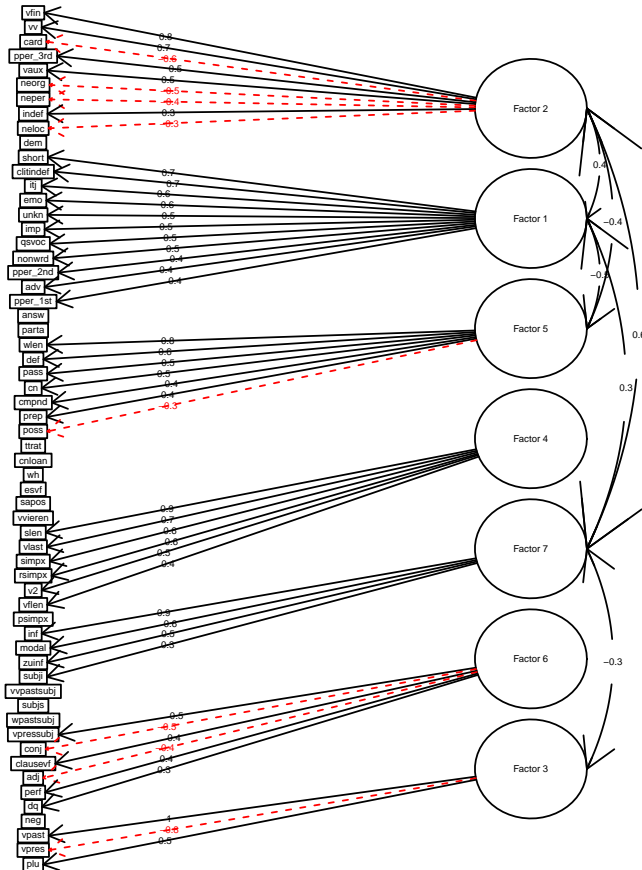 vfin
vv
card
pper_3rd
vaux
neorg
neper
indef
neloc
dem
short
clitindef
itj
emo
unkn
imp
qsvoc
nonwrd
pper_2nd
adv
pper_1st
answ
parta
wlen
def
pass
cn
cmpnd
prep
poss
ttrat
cnloan
wh
esvf
sapos
vvieren
slen
vlast
simpx
rsimpx
v2
vflen
psimpx
inf
modal
zuinf
subji
vvpastsubj
subjs
wpastsubj
vpressubj
conj
clausevf
adj
perf
dq
neg
vpast
vpres
plu
0.8
0.7
−0.6
0.5
0.5
−0.5
−0.4
0.3
−0.3
0.7
0.7
0.6
0.6
0.5
0.5
0.5
0.5
0.4
0.4
0.4
0.8
0.6
0.5
0.5
0.4
0.4
−0.3
0.9
0.7
0.6
0.6
0.5
0.4
0.9
0.8
0.5
0.3
0.5
−0.5
0.4
−0.4
0.4
0.3
1
−0.6
0.5
Factor 2
Factor 1
Factor 5
Factor 4
Factor 7
Factor 6
Factor 3
0.4
−0.4
0.3
−0.3